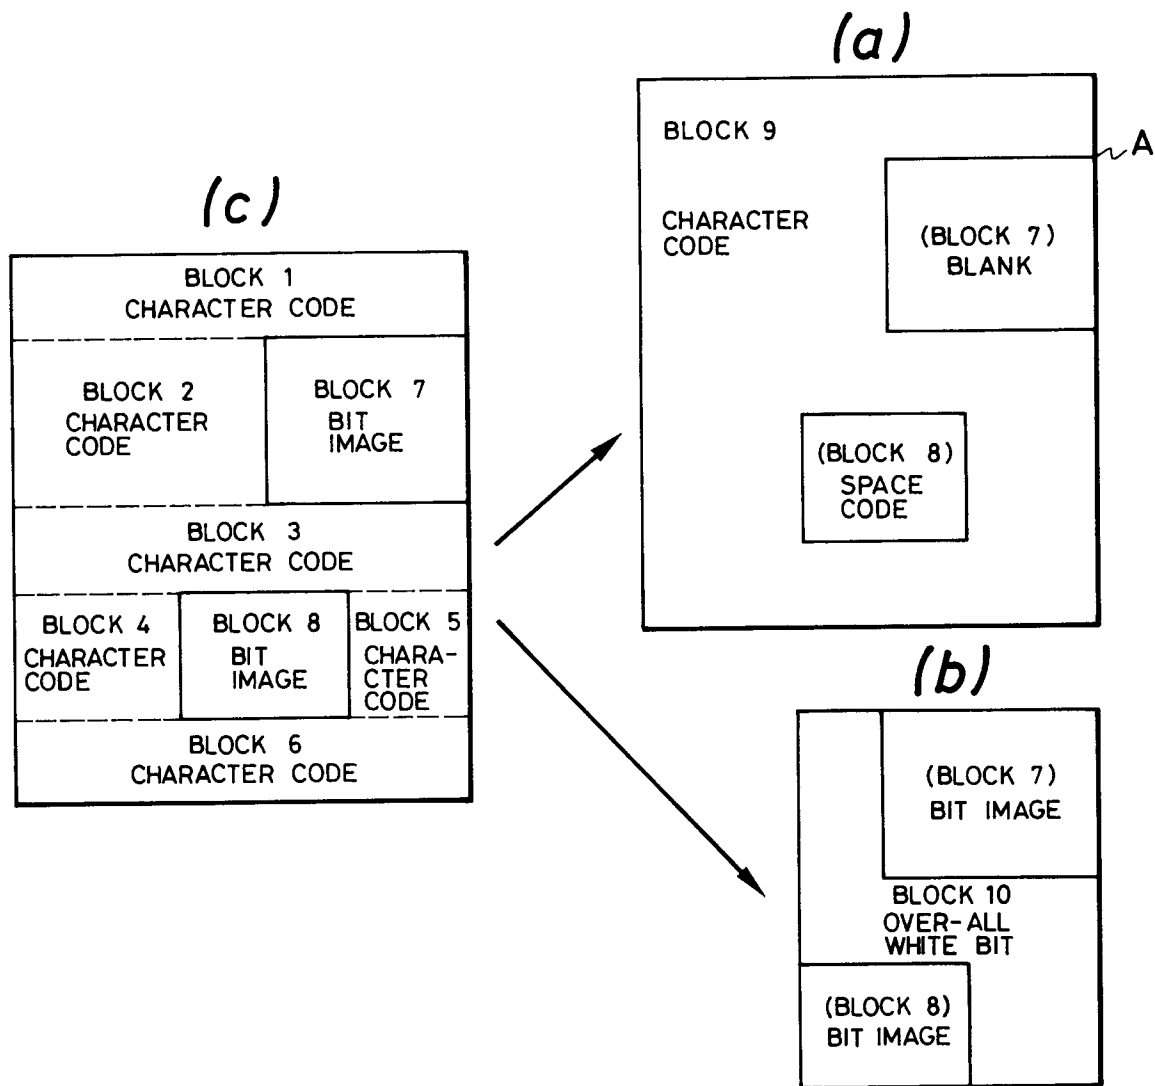 (a)
BLOCK 9
A
CHARACTER
CODE
(BLOCK 7)
BLANK
(BLOCK 8)
SPACE
CODE
(c)
BLOCK 1
CHARACTER CODE
BLOCK 2
CHARACTER
CODE
BLOCK 7
BIT
IMAGE
BLOCK 3
CHARACTER CODE
BLOCK 4
CHARACTER
CODE
BLOCK 8
BIT
IMAGE
BLOCK 5
CHARA-
CTER
CODE
BLOCK 6
CHARACTER CODE
(b)
(BLOCK 7)
BIT IMAGE
BLOCK 10
OVER-ALL
WHITE BIT
(BLOCK 8)
BIT IMAGE